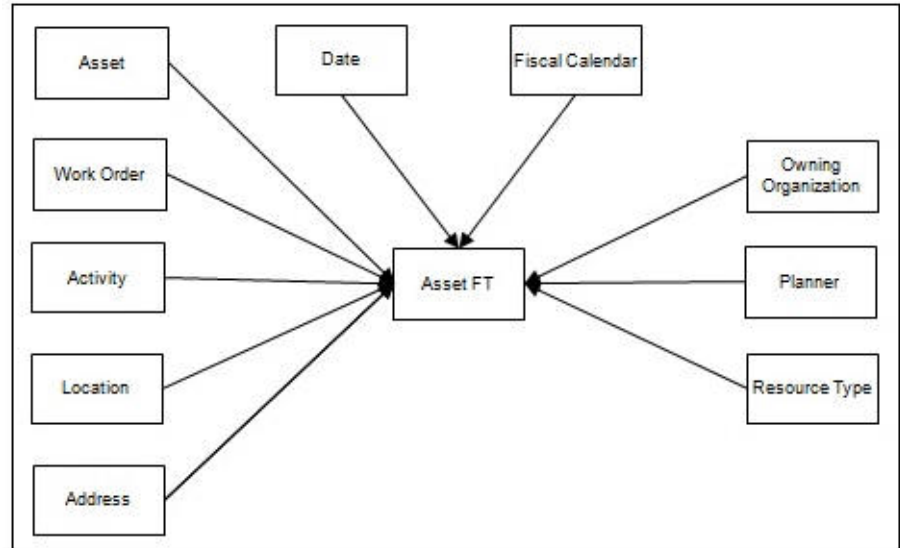 Asset
Date
Fiscal Calendar
Work Order
Owning
Organization
Activity
Asset FT
Planner
Location
Resource Type
Address